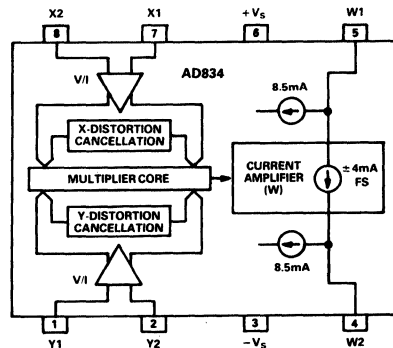 X2 X1 +VS W1
8 7 6 5
AD834
V/I
8.5mA
X-DISTORTION
CANCELLATION
MULTIPLIER CORE
CURRENT
AMPLIFIER
(W)
±4mA
FS
Y-DISTORTION
CANCELLATION
V/I
8.5mA
1 2 3 4
Y1 Y2 −VS W2